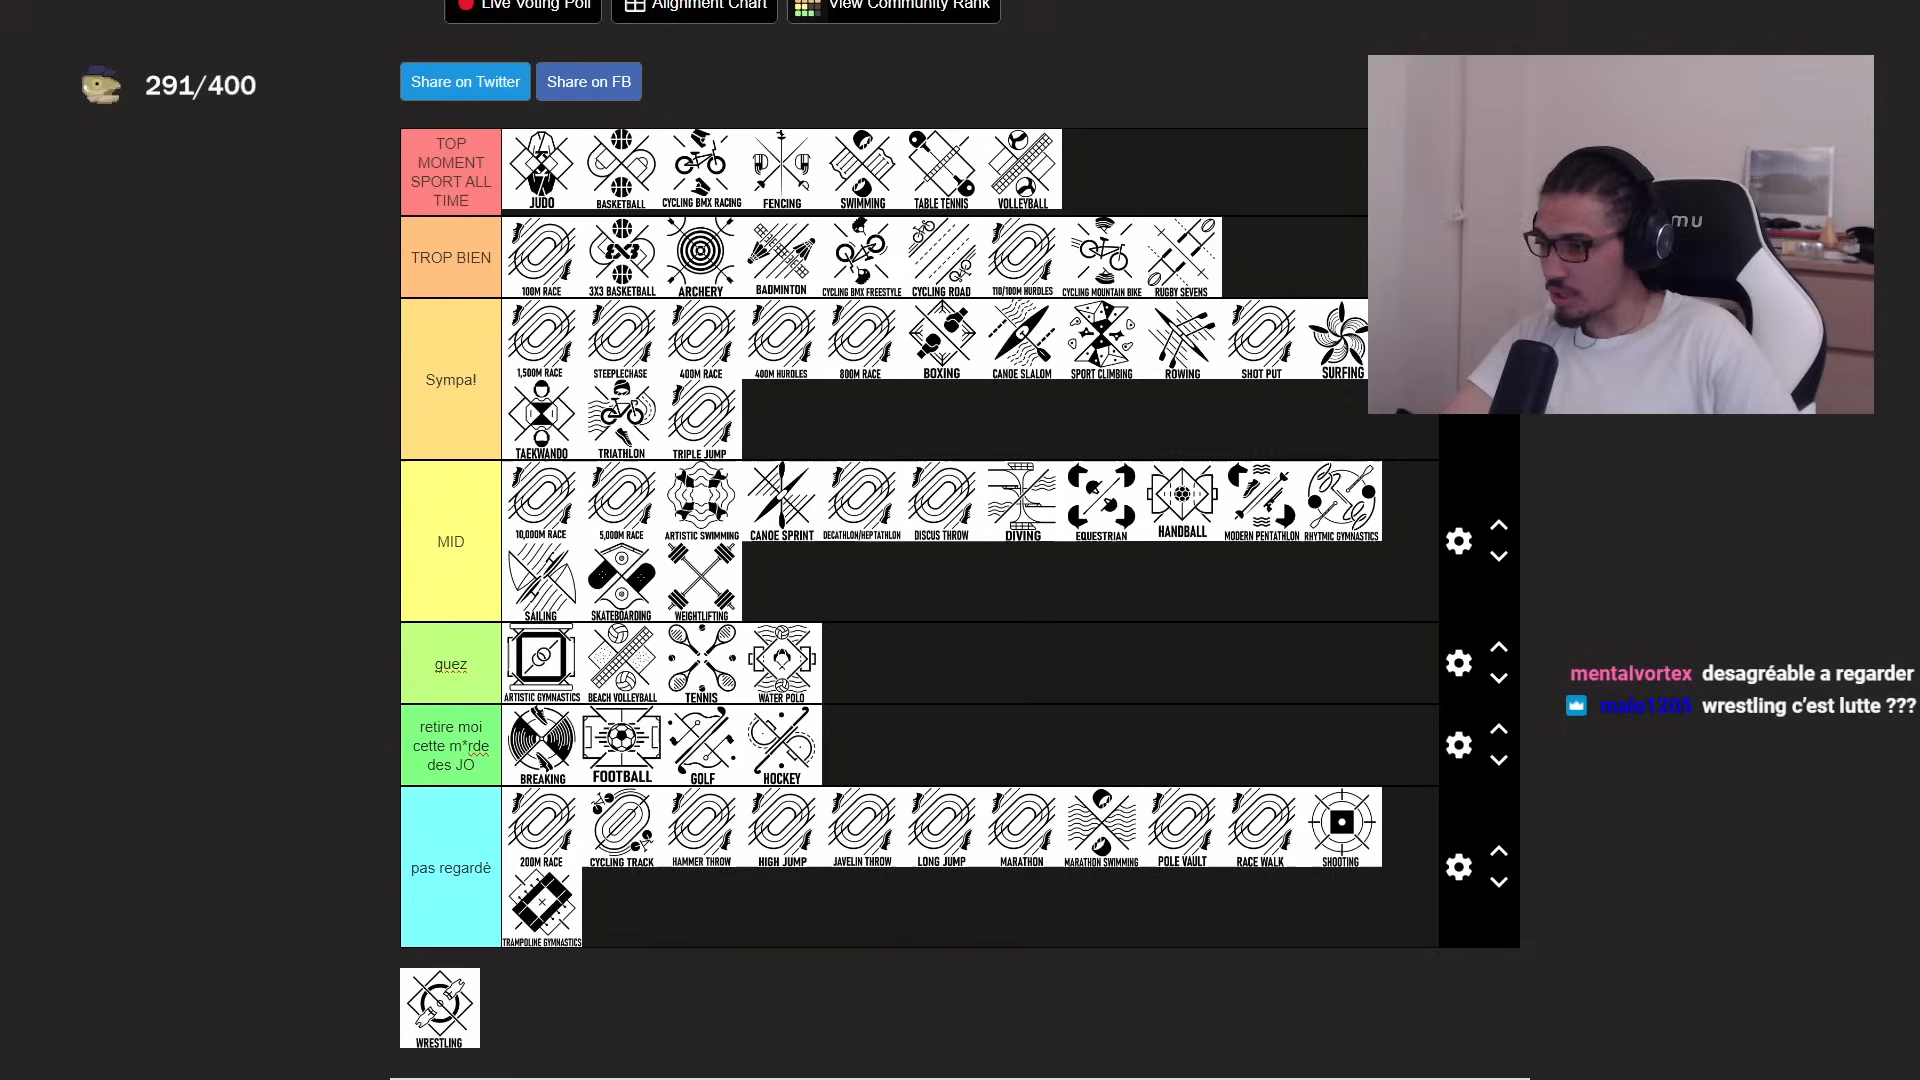 Live Voting Poll
Alignment Chart
View Community Rank
291/400
Share on Twitter
Share on FB
TOP
MOMENT
SPORT ALL
TIME
JUDO
BASKETBALL
CYCLING BMX RACING
FENCING
SWIMMING
TABLE TENNIS
VOLLEYBALL
TROP BIEN
100M RACE
3X3
3X3 BASKETBALL
ARCHERY
BADMINTON
CYCLING BMX FREESTYLE
CYCLING ROAD
110/100M HURDLES
CYCLING MOUNTAIN BIKE
RUGBY SEVENS
Sympa!
1,500M RACE
STEEPLECHASE
400M RACE
400M HURDLES
800M RACE
BOXING
CANOE SLALOM
SPORT CLIMBING
ROWING
SHOT PUT
SURFING
TAEKWANDO
TRIATHLON
TRIPLE JUMP
MID
10,000M RACE
5,000M RACE
ARTISTIC SWIMMING
CANOE SPRINT
DECATHLON/HEPTATHLON
DISCUS THROW
DIVING
EQUESTRIAN
HANDBALL
MODERN PENTATHLON
RHYTMIC GYMNASTICS
SAILING
SKATEBOARDING
WEIGHTLIFTING
guez
ARTISTIC GYMNASTICS
BEACH VOLLEYBALL
TENNIS
WATER POLO
retire moi
cette m*rde
des JO
BREAKING
FOOTBALL
GOLF
HOCKEY
pas regardé
200M RACE
CYCLING TRACK
HAMMER THROW
HIGH JUMP
JAVELIN THROW
LONG JUMP
MARATHON
MARATHON SWIMMING
POLE VAULT
RACE WALK
SHOOTING
TRAMPOLINE GYMNASTICS
WRESTLING
mentalvortex desagréable a regarder
malo1205 wrestling c’est lutte ???